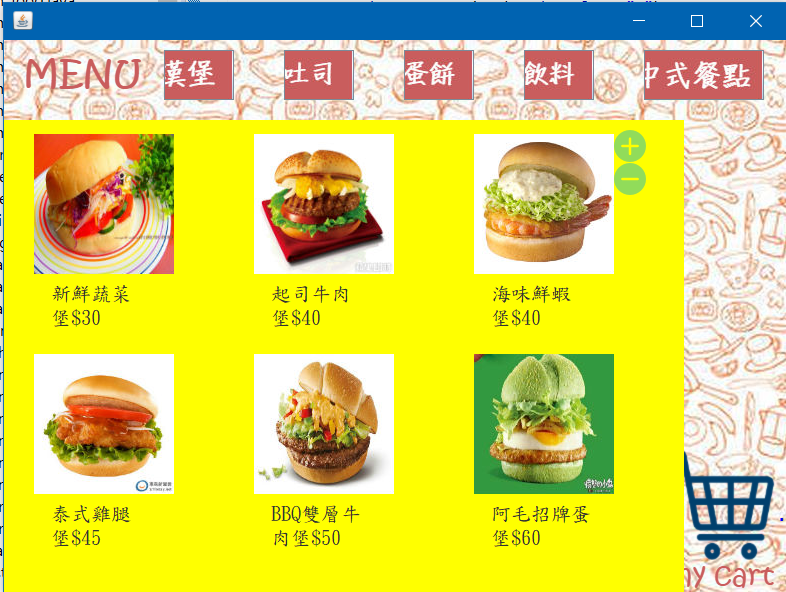 MENU
漢堡
吐司
蛋餅
飲料
中式餐點
新鮮蔬菜
堡$30
起司牛肉
堡$40
海味鮮蝦
堡$40
泰式雞腿
堡$45
BBQ雙層牛
肉堡$50
阿毛招牌蛋
堡$60
my Cart